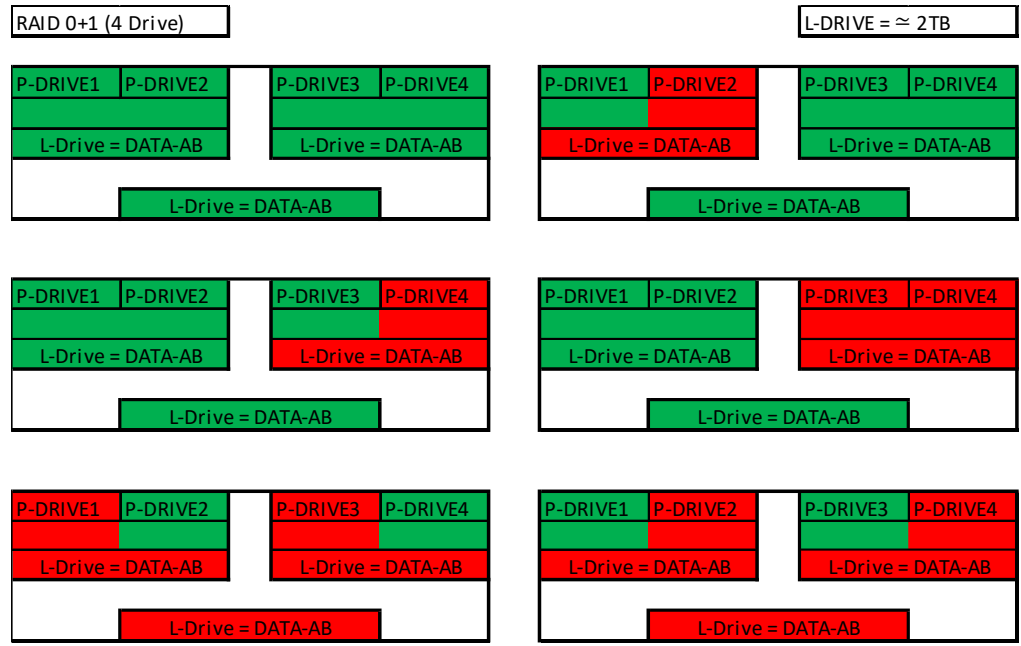 RAID 0+1 (4 Drive) L-DRIVE = ≃ 2TB
P-DRIVE1 P-DRIVE2 P-DRIVE3 P-DRIVE4 P-DRIVE1 P-DRIVE2 P-DRIVE3 P-DRIVE4
L-Drive = DATA-AB L-Drive = DATA-AB L-Drive = DATA-AB L-Drive = DATA-AB
L-Drive = DATA-AB L-Drive = DATA-AB
P-DRIVE1 P-DRIVE2 P-DRIVE3 P-DRIVE4 P-DRIVE1 P-DRIVE2 P-DRIVE3 P-DRIVE4
L-Drive = DATA-AB L-Drive = DATA-AB L-Drive = DATA-AB L-Drive = DATA-AB
L-Drive = DATA-AB L-Drive = DATA-AB
P-DRIVE1 P-DRIVE2 P-DRIVE3 P-DRIVE4 P-DRIVE1 P-DRIVE2 P-DRIVE3 P-DRIVE4
L-Drive = DATA-AB L-Drive = DATA-AB L-Drive = DATA-AB L-Drive = DATA-AB
L-Drive = DATA-AB L-Drive = DATA-AB